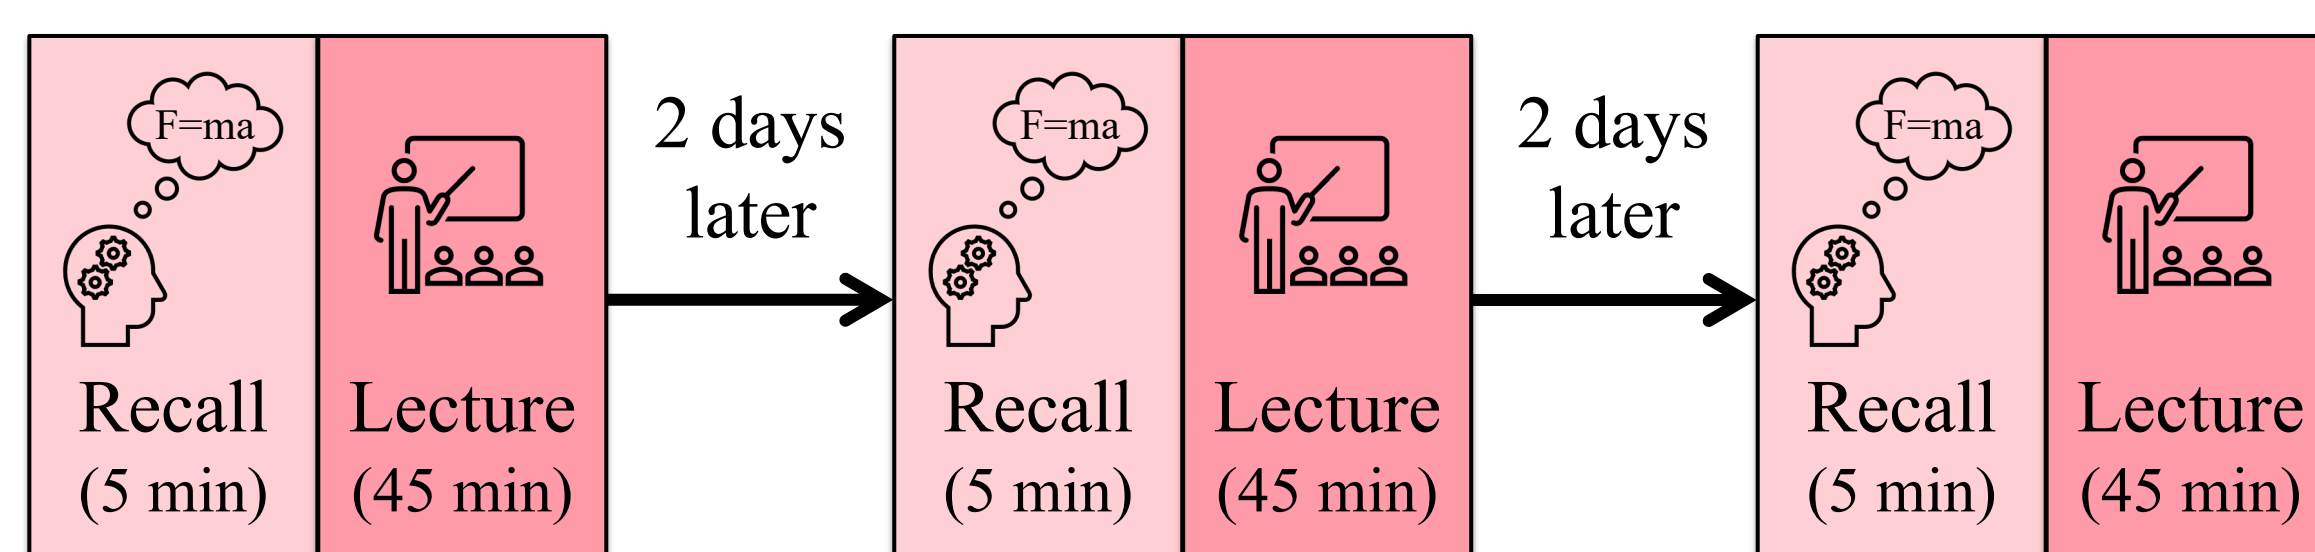 F=ma
Recall
(5 min)
Lecture
(45 min)
2 days
later
F=ma
Recall
(5 min)
Lecture
(45 min)
2 days
later
F=ma
Recall
(5 min)
Lecture
(45 min)